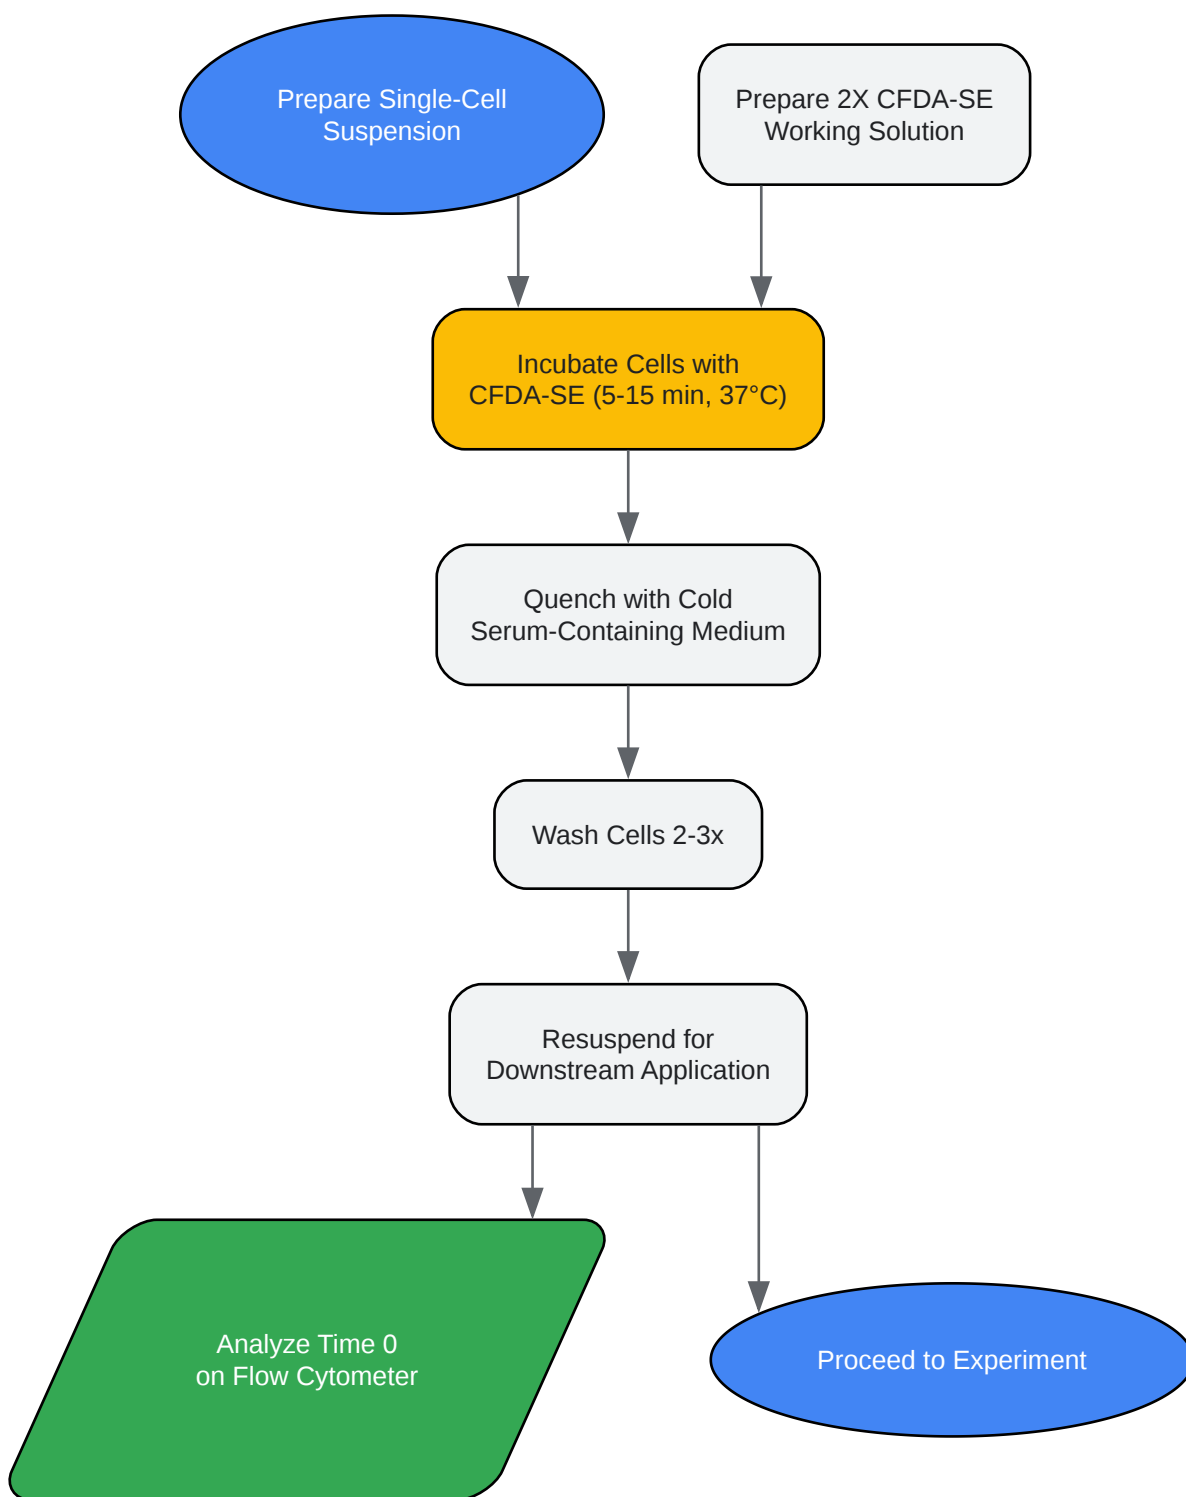 Prepare Single-Cell
Suspension
Prepare 2X CFDA-SE
Working Solution
Incubate Cells with
CFDA-SE (5-15 min, 37°C)
Quench with Cold
Serum-Containing Medium
Wash Cells 2-3x
Resuspend for
Downstream Application
Analyze Time 0
on Flow Cytometer
Proceed to Experiment